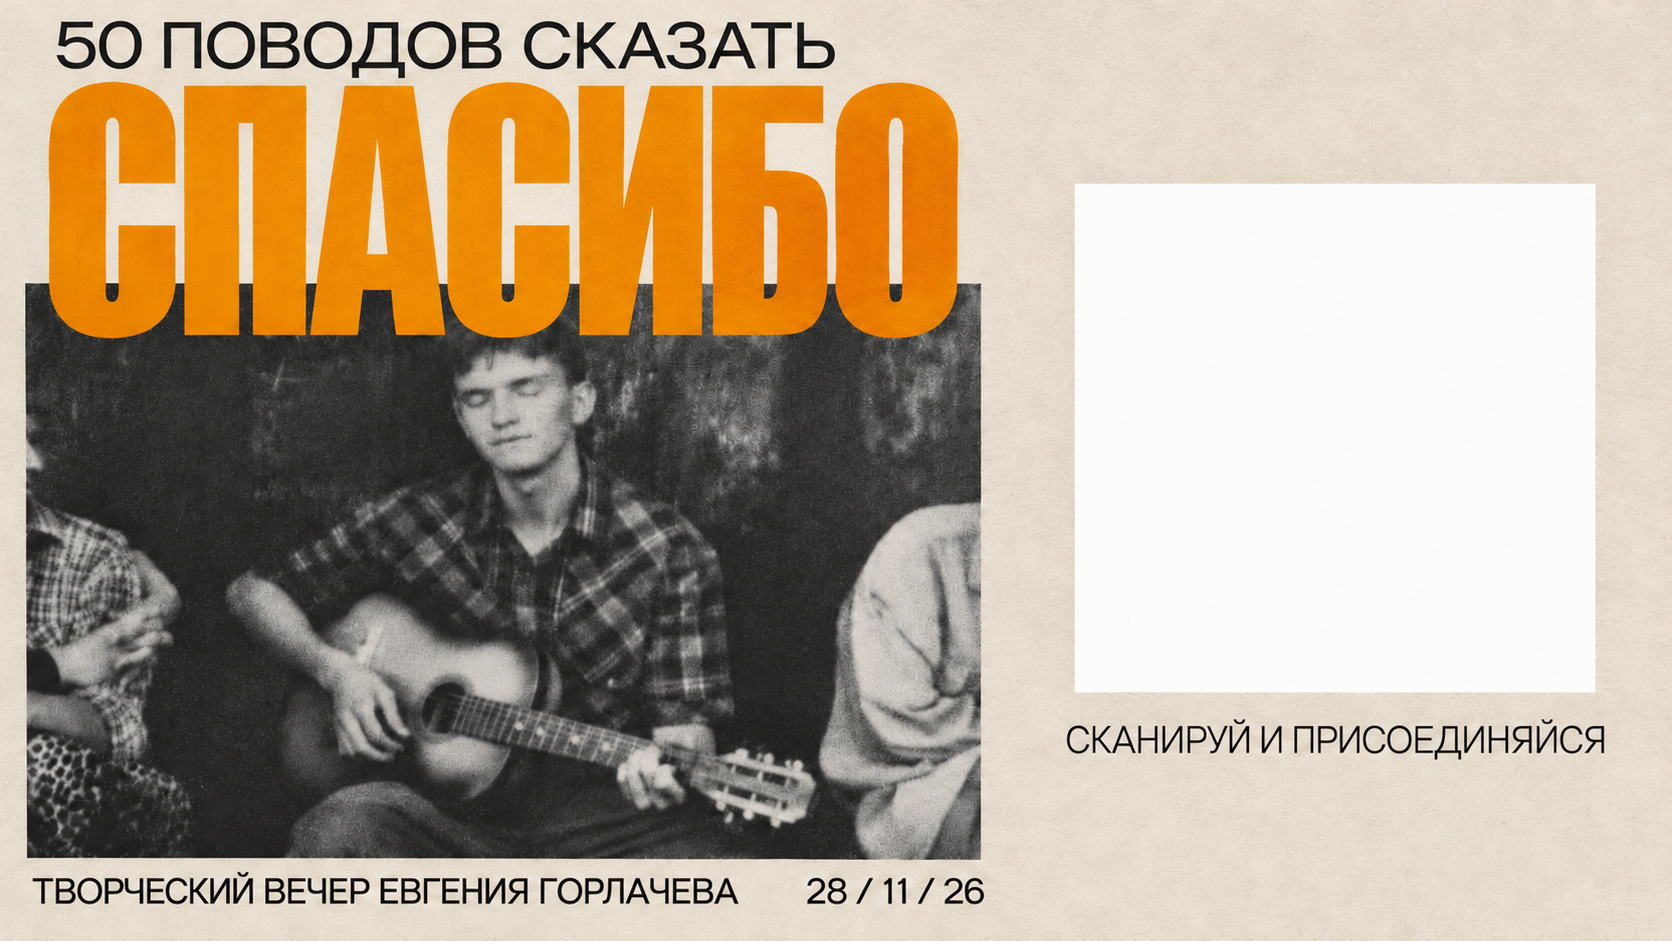 50 ПОВОДОВ СКАЗАТЬ
СПАСИБО
ТВОРЧЕСКИЙ ВЕЧЕР ЕВГЕНИЯ ГОРЛАЧЕВА
28 / 11 / 26
СКАНИРУЙ И ПРИСОЕДИНЯЙСЯ